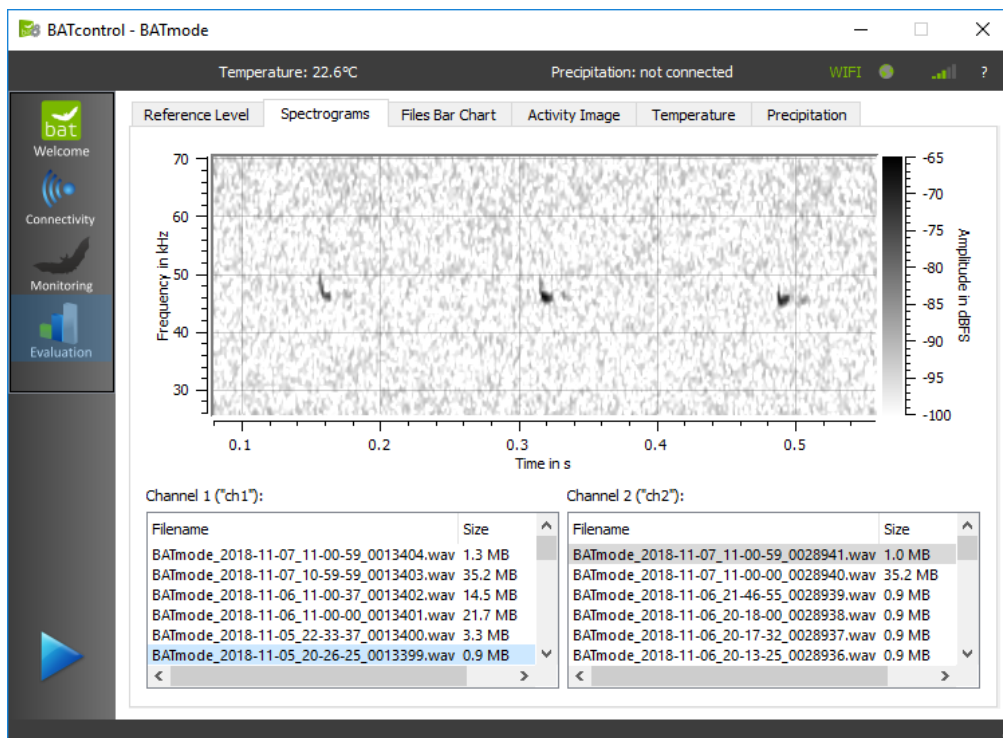 BATcontrol - BATmode
Temperature: 22.6°C Precipitation: not connected WIFI ?
bat
Welcome
Connectivity
Monitoring
Evaluation
Reference Level Spectrograms Files Bar Chart Activity Image Temperature Precipitation
70
60
50
40
30
Frequency in kHz
0.1 0.2 0.3 0.4 0.5
Time in s
-65
-70
-75
-80
-85
-90
-95
-100
Amplitude in dBFS
Channel 1 ("ch1"):
Filename Size
BATmode_2018-11-07_11-00-59_0013404.wav 1.3 MB
BATmode_2018-11-07_10-59-59_0013403.wav 35.2 MB
BATmode_2018-11-06_11-00-37_0013402.wav 14.5 MB
BATmode_2018-11-06_11-00-00_0013401.wav 21.7 MB
BATmode_2018-11-05_22-33-37_0013400.wav 3.3 MB
BATmode_2018-11-05_20-26-25_0013399.wav 0.9 MB
Channel 2 ("ch2"):
Filename Size
BATmode_2018-11-07_11-00-59_0028941.wav 1.0 MB
BATmode_2018-11-07_11-00-00_0028940.wav 35.2 MB
BATmode_2018-11-06_21-46-55_0028939.wav 0.9 MB
BATmode_2018-11-06_20-18-00_0028938.wav 0.9 MB
BATmode_2018-11-06_20-17-32_0028937.wav 0.9 MB
BATmode_2018-11-06_20-13-25_0028936.wav 0.9 MB